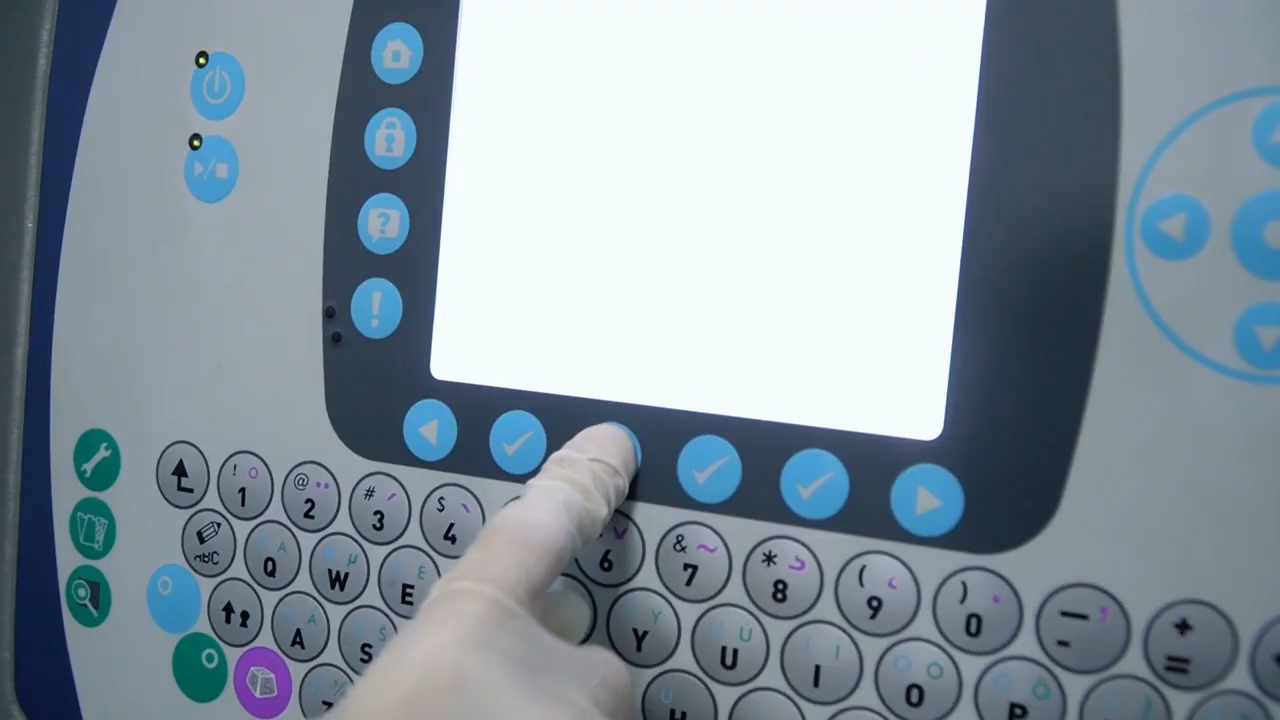 ?
!
! 1
@ 2
# 3
$ 4
6
& 7
* 8
( 9
) 0
— -
+ =
ABC
Q A
W µ
E E
Y Y
U U
I I
O O
P
A A
S S
H